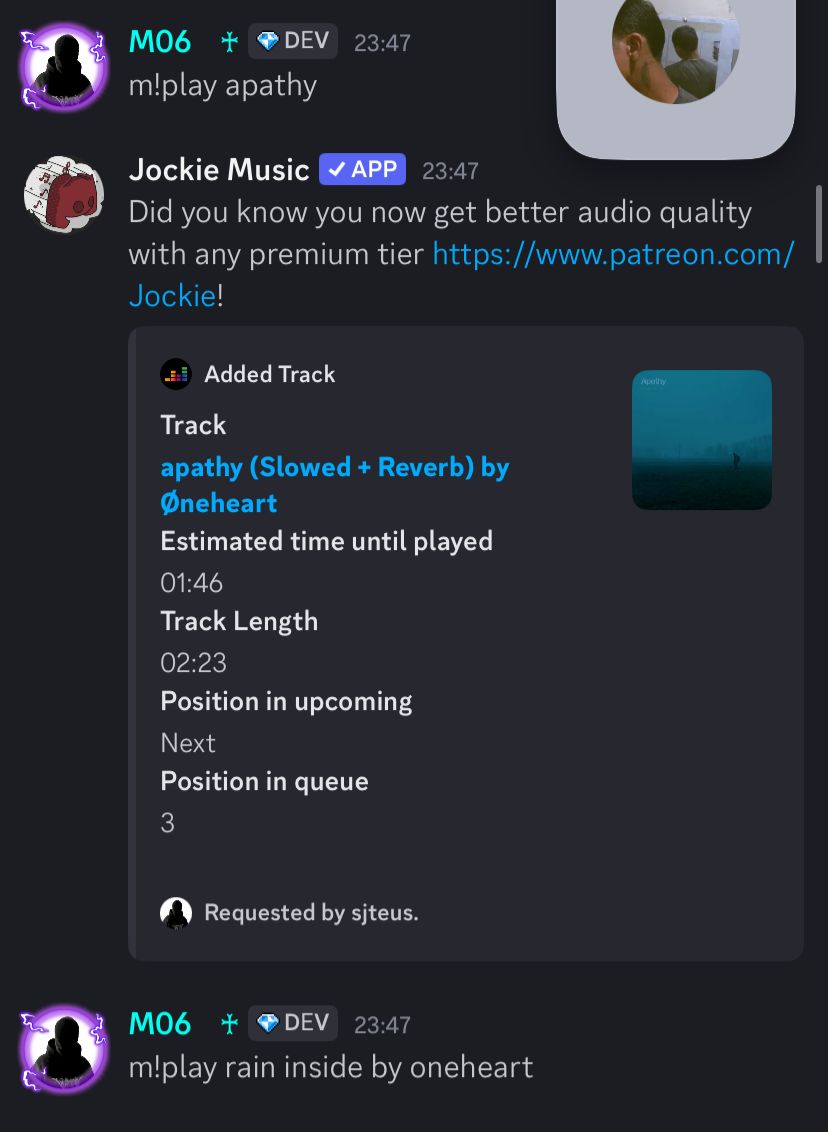 M06 DEV 23:47
m!play apathy
Jockie Music ✓ APP 23:47
Did you know you now get better audio quality
with any premium tier https://www.patreon.com/
Jockie!
Added Track
Apathy
Track
apathy (Slowed + Reverb) by
Øneheart
Estimated time until played
01:46
Track Length
02:23
Position in upcoming
Next
Position in queue
3
Requested by sjteus.
M06 DEV 23:47
m!play rain inside by oneheart